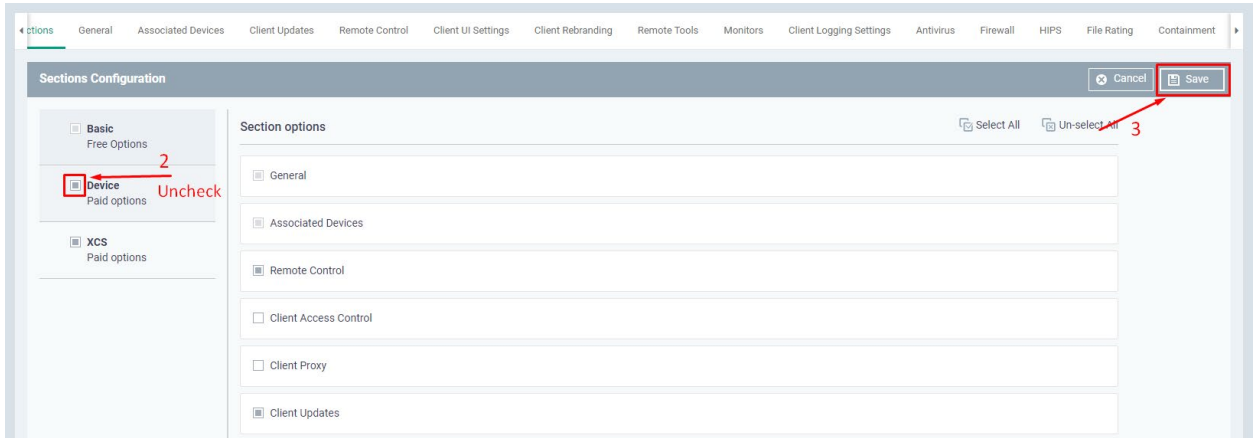 ctions General Associated Devices Client Updates Remote Control Client UI Settings Client Rebranding Remote Tools Monitors Client Logging Settings Antivirus Firewall HIPS File Rating Containment
Sections Configuration Cancel Save
Basic
Free Options
2
Device
Uncheck
Paid options
XCS
Paid options
Section options Select All Un-select All
3
General
Associated Devices
Remote Control
Client Access Control
Client Proxy
Client Updates